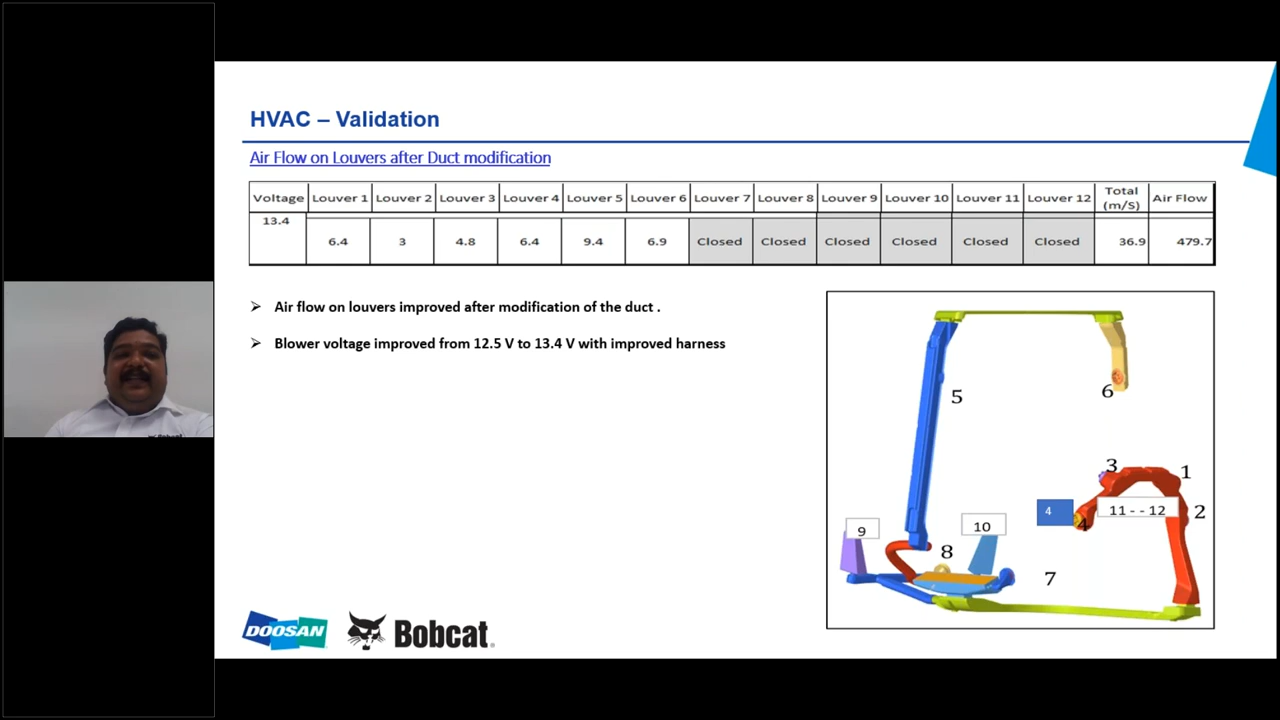 HVAC – Validation
Air Flow on Louvers after Duct modification
Voltage Louver 1 Louver 2 Louver 3 Louver 4 Louver 5 Louver 6 Louver 7 Louver 8 Louver 9 Louver 10 Louver 11 Louver 12 Total (m/S) Air Flow
13.4 6.4 3 4.8 6.4 9.4 6.9 Closed Closed Closed Closed Closed Closed 36.9 479.7
➢ Air flow on louvers improved after modification of the duct .
➢ Blower voltage improved from 12.5 V to 13.4 V with improved harness
5
6
3
1
4
4
11 - - 12
2
9
10
8
7
DOOSAN
Bobcat
Bobcat